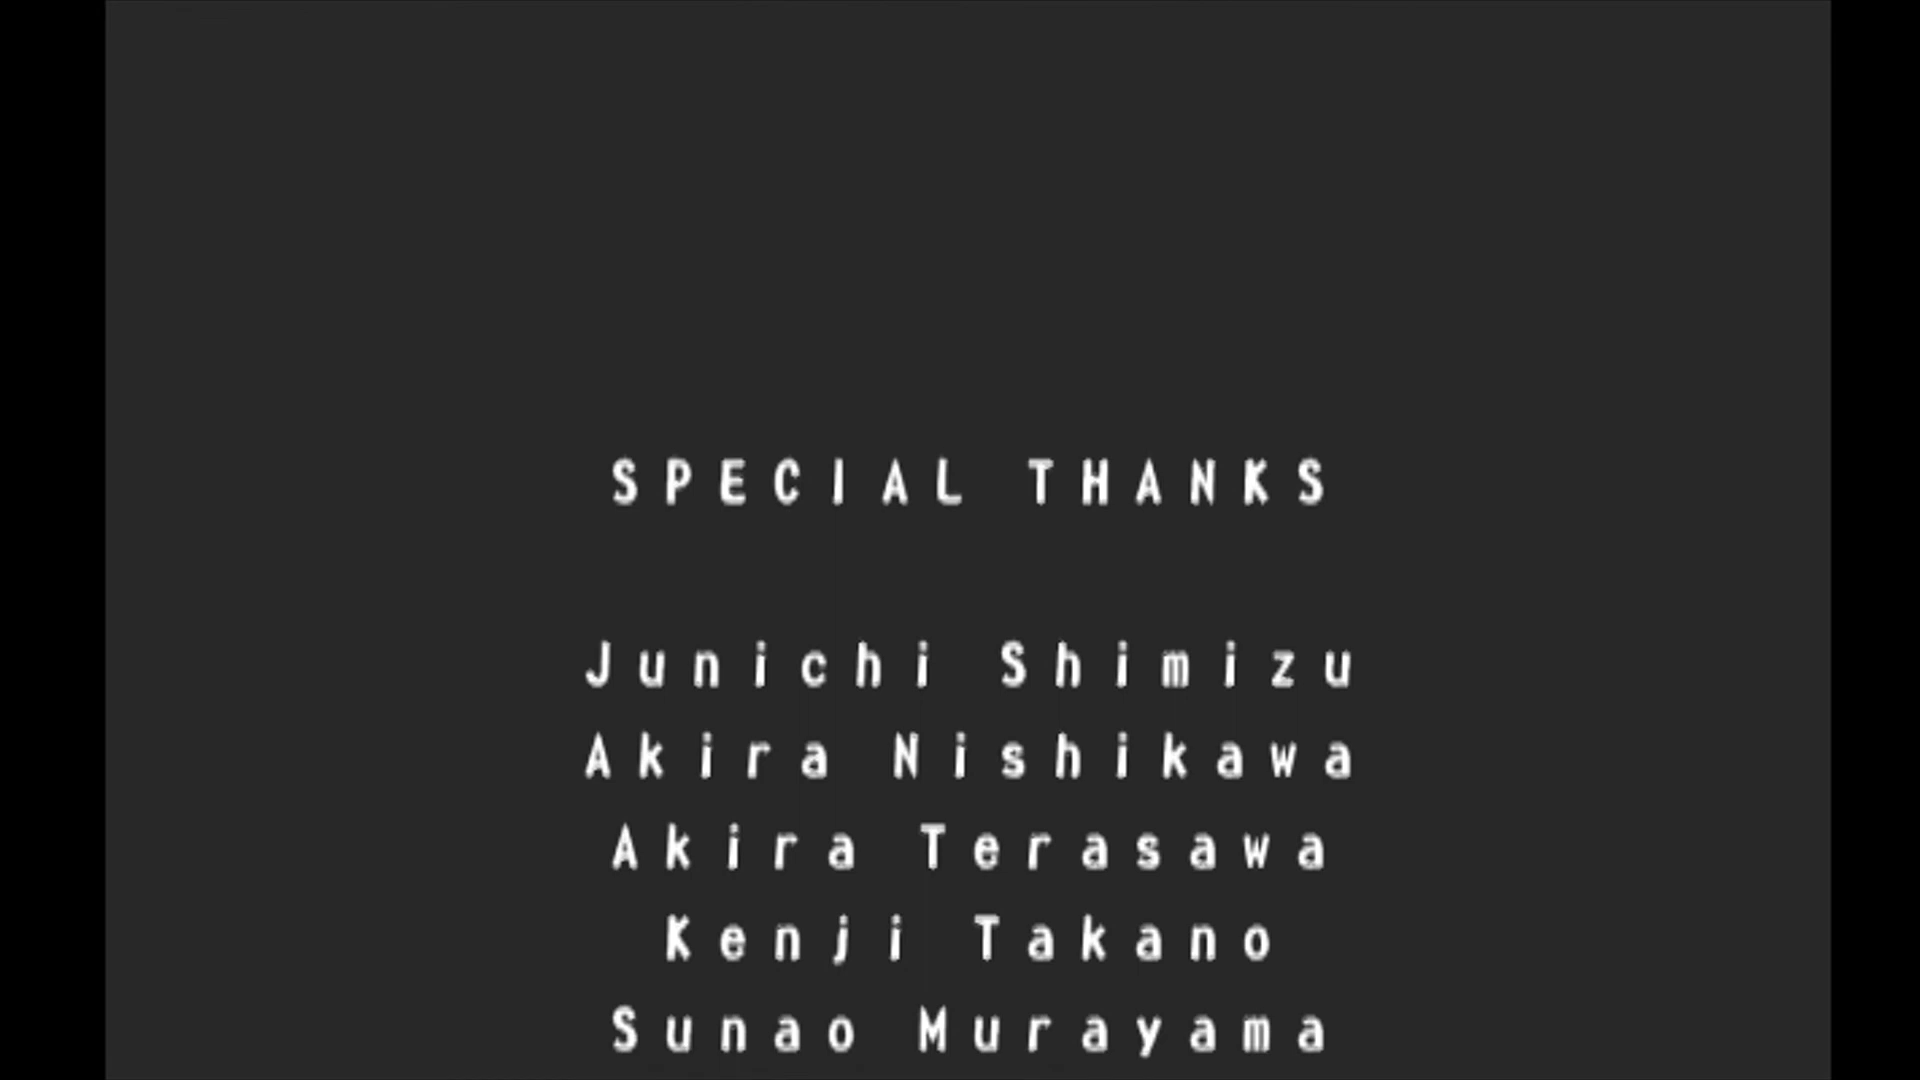 SPECIAL THANKS
Junichi Shimizu
Akira Nishikawa
Akira Terasawa
Kenji Takano
Sunao Murayama